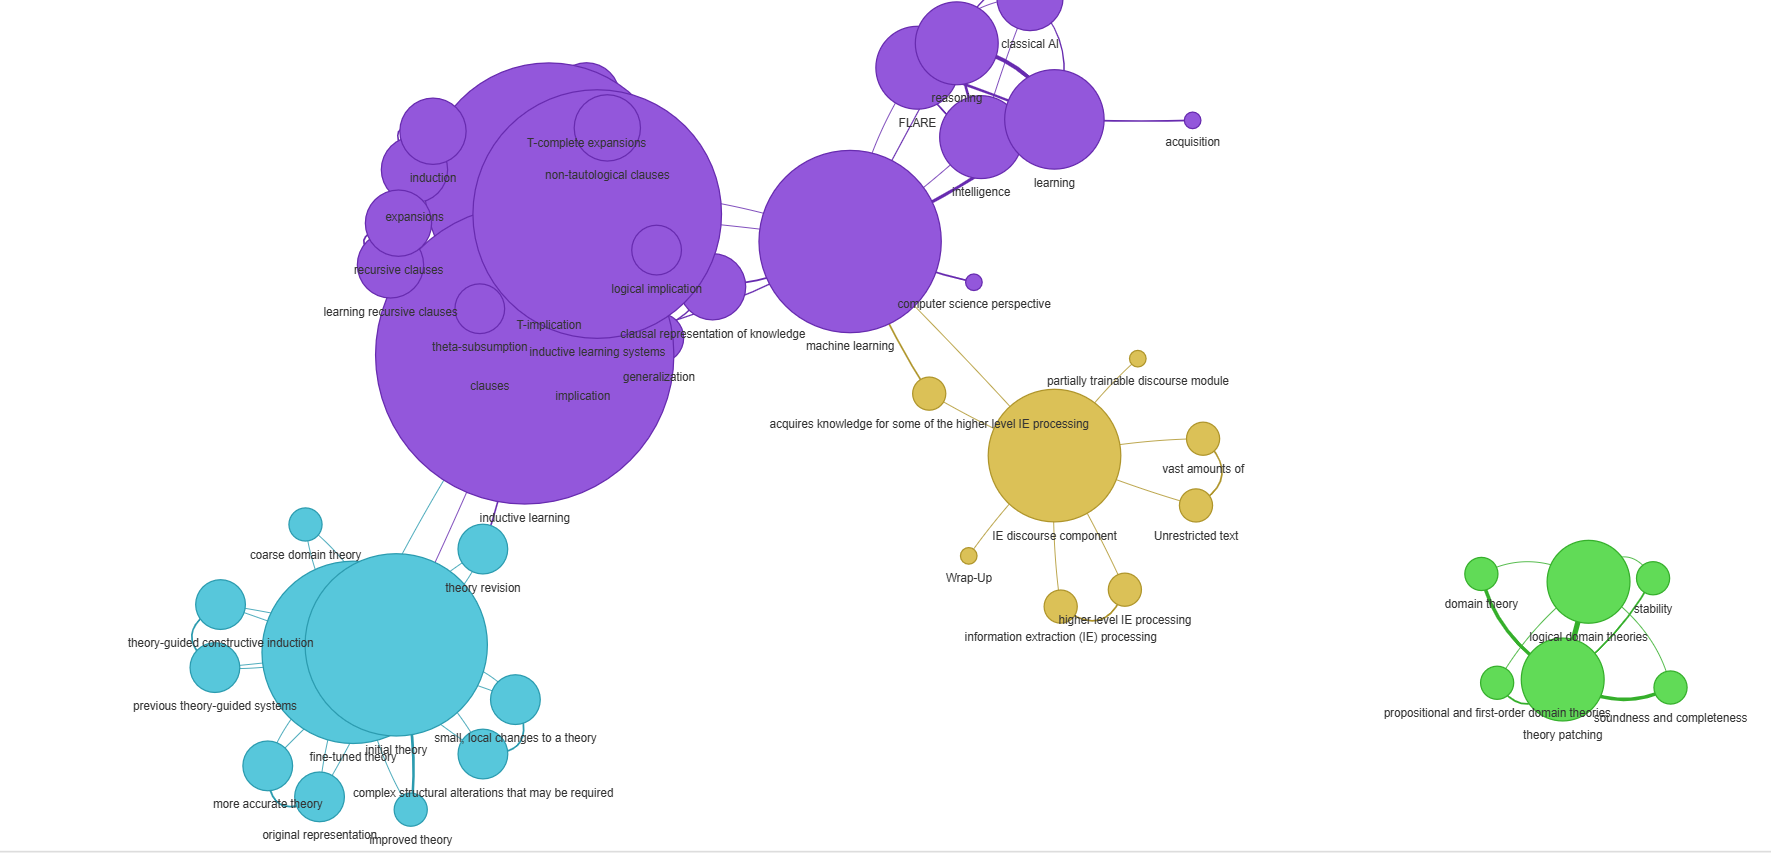 classical AI
reasoning
FLARE
acquisition
T-complete expansions
non-tautological clauses
induction
learning
intelligence
expansions
recursive clauses
logical implication
computer science perspective
learning recursive clauses
T-implication
clausal representation of knowledge
theta-subsumption
inductive learning systems
machine learning
generalization
partially trainable discourse module
clauses
implication
acquires knowledge for some of the higher level IE processing
vast amounts of
inductive learning
IE discourse component
Unrestricted text
coarse domain theory
Wrap-Up
theory revision
domain theory
stability
higher level IE processing
information extraction (IE) processing
logical domain theories
theory-guided constructive induction
previous theory-guided systems
propositional and first-order domain theories
soundness and completeness
theory patching
small, local changes to a theory
initial theory
fine-tuned theory
complex structural alterations that may be required
more accurate theory
original representation
improved theory